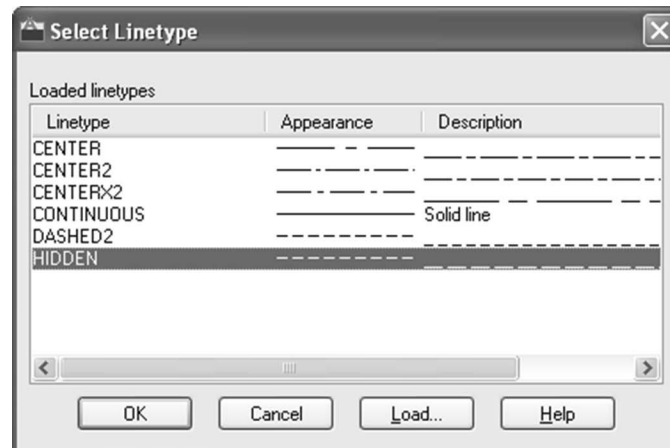 Select Linetype
Loaded linetypes
Linetype Appearance Description
CENTER
CENTER2
CENTERX2
CONTINUOUS Solid line
DASHED2
HIDDEN
OK Cancel Load... Help